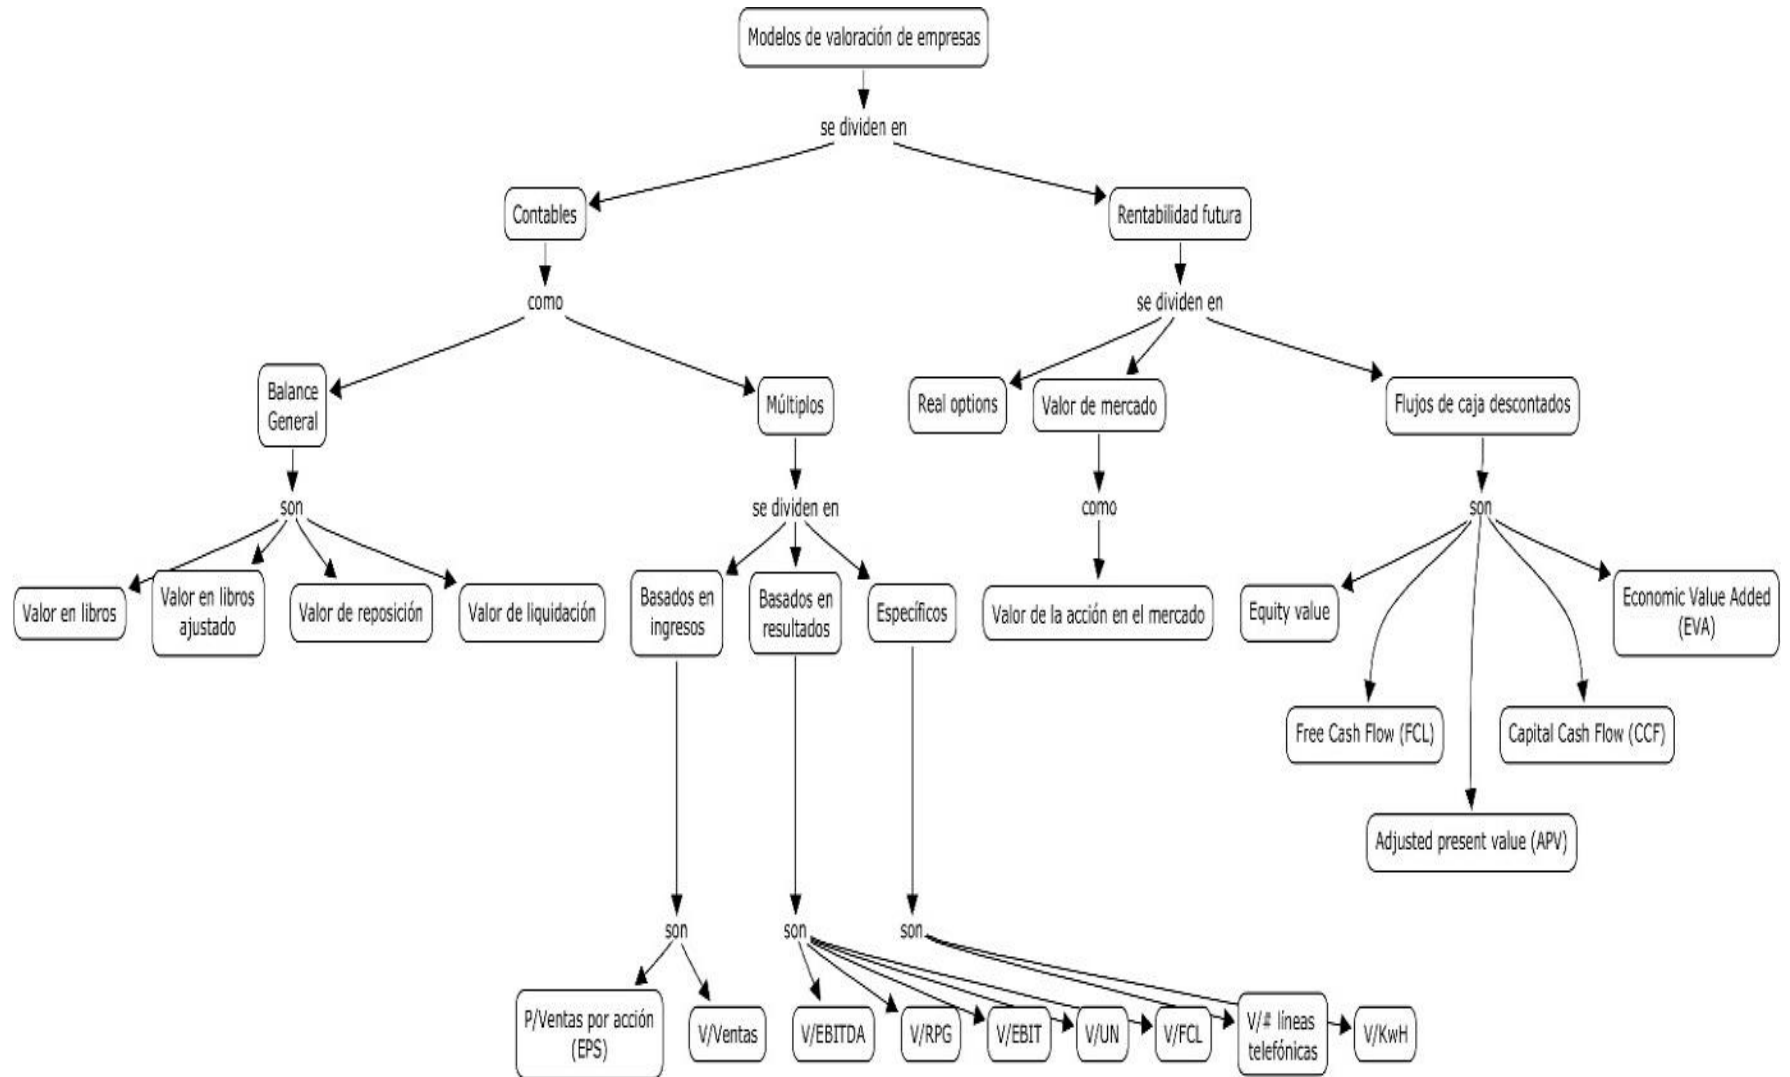 Modelos de valoración de empresas
se dividen en
Contables
Rentabilidad futura
como
se dividen en
Balance
General
Múltiplos
Real options
Valor de mercado
Flujos de caja descontados
son
se dividen en
como
son
Valor en libros
Valor en libros
ajustado
Valor de reposición
Valor de liquidación
Basados en
ingresos
Basados en
resultados
Específicos
Valor de la acción en el mercado
Equity value
Economic Value Added
(EVA)
Free Cash Flow (FCL)
Capital Cash Flow (CCF)
Adjusted present value (APV)
son
son
son
P/Ventas por acción
(EPS)
V/Ventas
V/EBITDA
V/RPG
V/EBIT
V/UN
V/FCL
V/# líneas
telefónicas
V/KwH